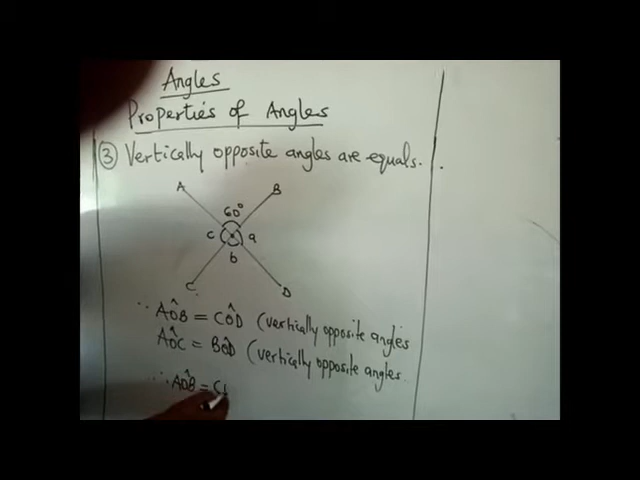 Angles
Properties of Angles
③ Vertically opposite angles are equals.
A B
60°
c a
b
C D
∴ AÔB = CÔD (vertically opposite angles
AÔC = BÔD (vertically opposite angles.
∴ AÔB =